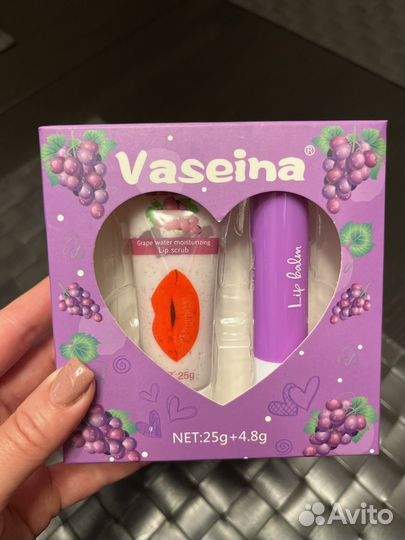 Vaseina®
Grape water moisturizing
Lip scrub
25g
Lip balm
NET:25g+4.8g
Avito